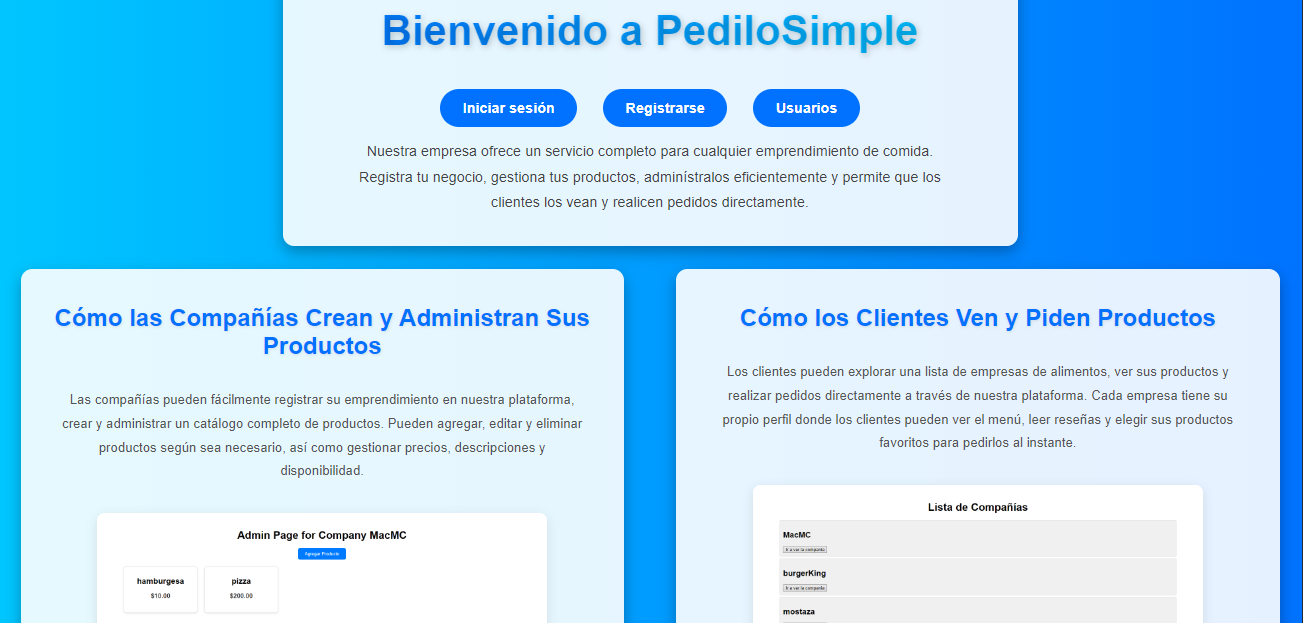 Bienvenido a PediloSimple
Iniciar sesión
Registrarse
Usuarios
Nuestra empresa ofrece un servicio completo para cualquier emprendimiento de comida.
Registra tu negocio, gestiona tus productos, adminístralos eficientemente y permite que los
clientes los vean y realicen pedidos directamente.
Cómo las Compañías Crean y Administran Sus
Productos
Las compañías pueden fácilmente registrar su emprendimiento en nuestra plataforma,
crear y administrar un catálogo completo de productos. Pueden agregar, editar y eliminar
productos según sea necesario, así como gestionar precios, descripciones y
disponibilidad.
Admin Page for Company MacMC
Agregar Producto
hamburgesa
$10.00
pizza
$200.00
Cómo los Clientes Ven y Piden Productos
Los clientes pueden explorar una lista de empresas de alimentos, ver sus productos y
realizar pedidos directamente a través de nuestra plataforma. Cada empresa tiene su
propio perfil donde los clientes pueden ver el menú, leer reseñas y elegir sus productos
favoritos para pedirlos al instante.
Lista de Compañías
MacMC
Ir a ver la compañía
burgerKing
Ir a ver la compañía
mostaza